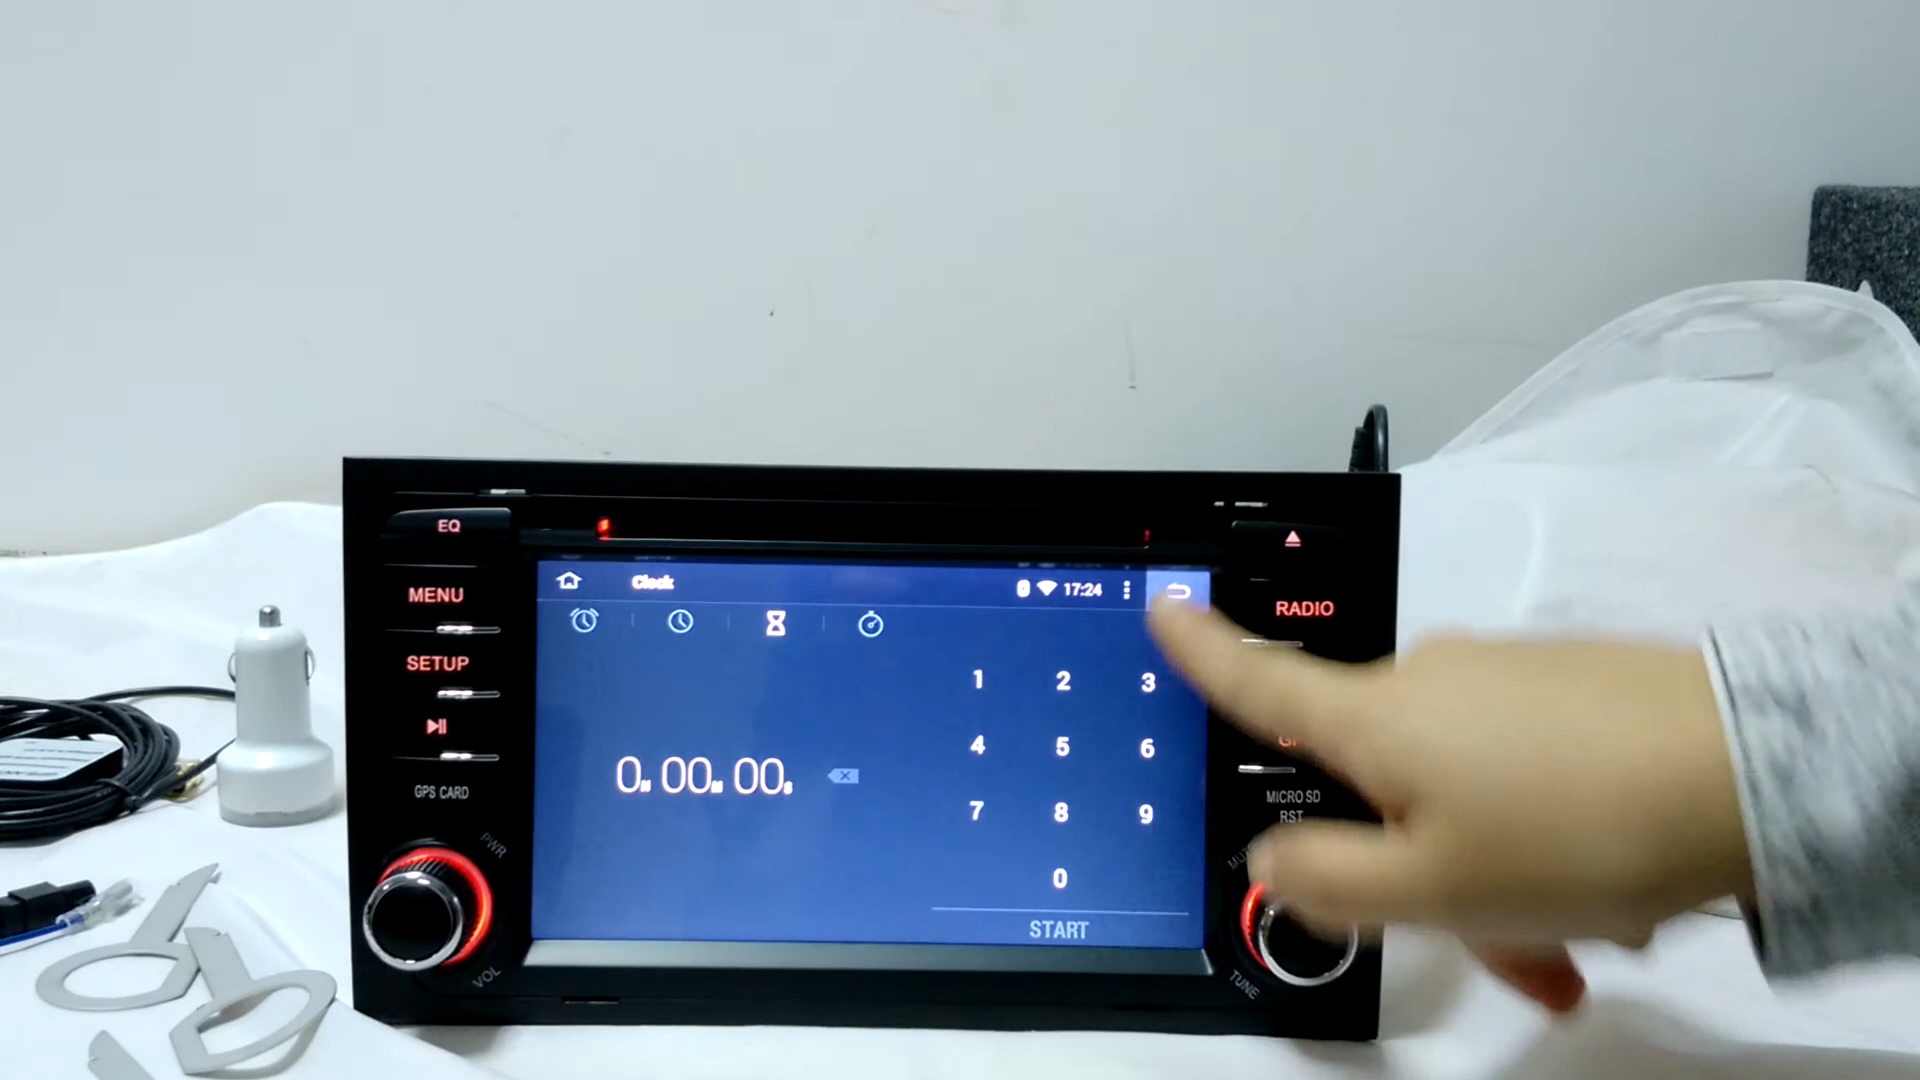 EQ
MENU
SETUP
GPS CARD
PWR
VOL
Clock
17:24
1 2 3
4 5 6
7 8 9
0
0 00 00
START
RADIO
MICRO SD
RST
TUNE